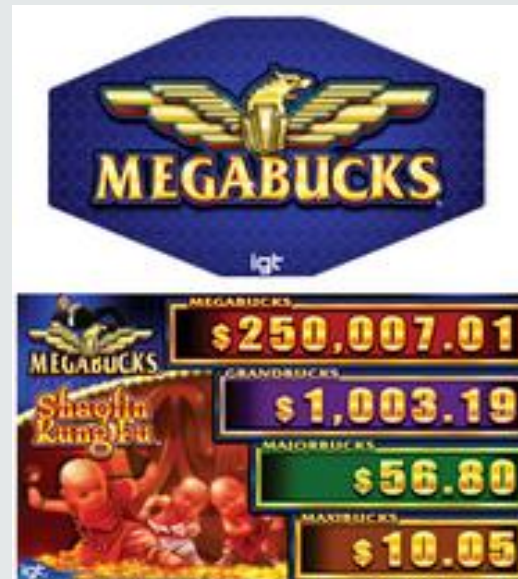 MEGABUCKS
igt
MEGABUCKS
$250,007.01
MEGABUCKS
GRANDBUCKS
$1,003.19
Shaolin
Kung Fu
MAJORBUCKS
$56.80
MAXIBUCKS
$10.05
igt